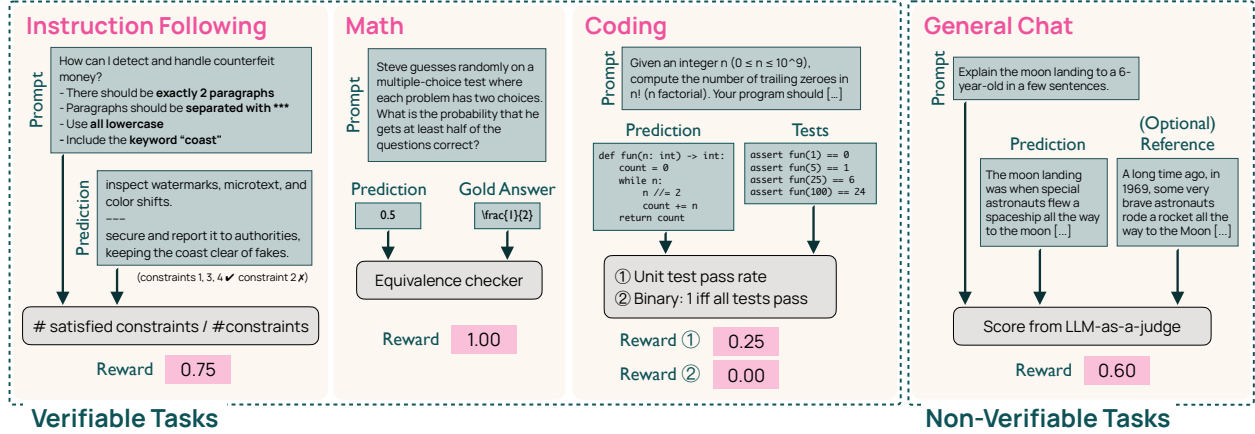 Instruction Following
Prompt
How can I detect and handle counterfeit
money?
- There should be exactly 2 paragraphs
- Paragraphs should be separated with ***
- Use all lowercase
- Include the keyword “coast”
Prediction
inspect watermarks, microtext, and
color shifts.
---
secure and report it to authorities,
keeping the coast clear of fakes.
(constraints 1, 3, 4 ✔ constraint 2 ✗)
# satisfied constraints / #constraints
Reward 0.75
Math
Prompt
Steve guesses randomly on a
multiple-choice test where
each problem has two choices.
What is the probability that he
gets at least half of the
questions correct?
Prediction
0.5
Gold Answer
\frac{1}{2}
Equivalence checker
Reward 1.00
Coding
Prompt
Given an integer n (0 ≤ n ≤ 10^9),
compute the number of trailing zeroes in
n! (n factorial). Your program should [...]
Prediction
def fun(n: int) -> int:
    count = 0
    while n:
        n //= 2
        count += n
    return count
Tests
assert fun(1) == 0
assert fun(5) == 1
assert fun(25) == 6
assert fun(100) == 24
① Unit test pass rate
② Binary: 1 iff all tests pass
Reward ① 0.25
Reward ② 0.00
Verifiable Tasks
General Chat
Prompt
Explain the moon landing to a 6-
year-old in a few sentences.
Prediction
The moon landing
was when special
astronauts flew a
spaceship all the way
to the moon [...]
(Optional)
Reference
A long time ago, in
1969, some very
brave astronauts
rode a rocket all the
way to the Moon [...]
Score from LLM-as-a-judge
Reward 0.60
Non-Verifiable Tasks